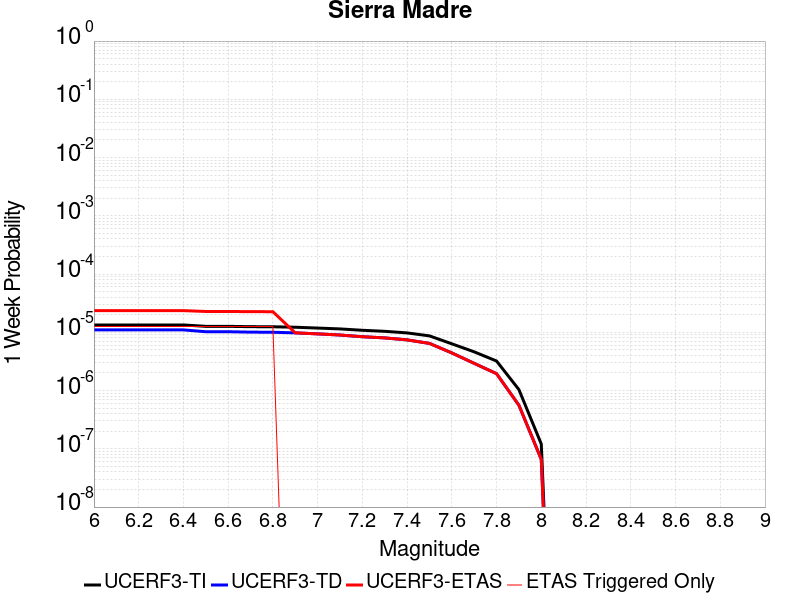 Sierra Madre
10^0
10^-1
10^-2
10^-3
10^-4
10^-5
10^-6
10^-7
10^-8
1 Week Probability
6 6.2 6.4 6.6 6.8 7 7.2 7.4 7.6 7.8 8 8.2 8.4 8.6 8.8 9
Magnitude
UCERF3-TI UCERF3-TD UCERF3-ETAS ETAS Triggered Only